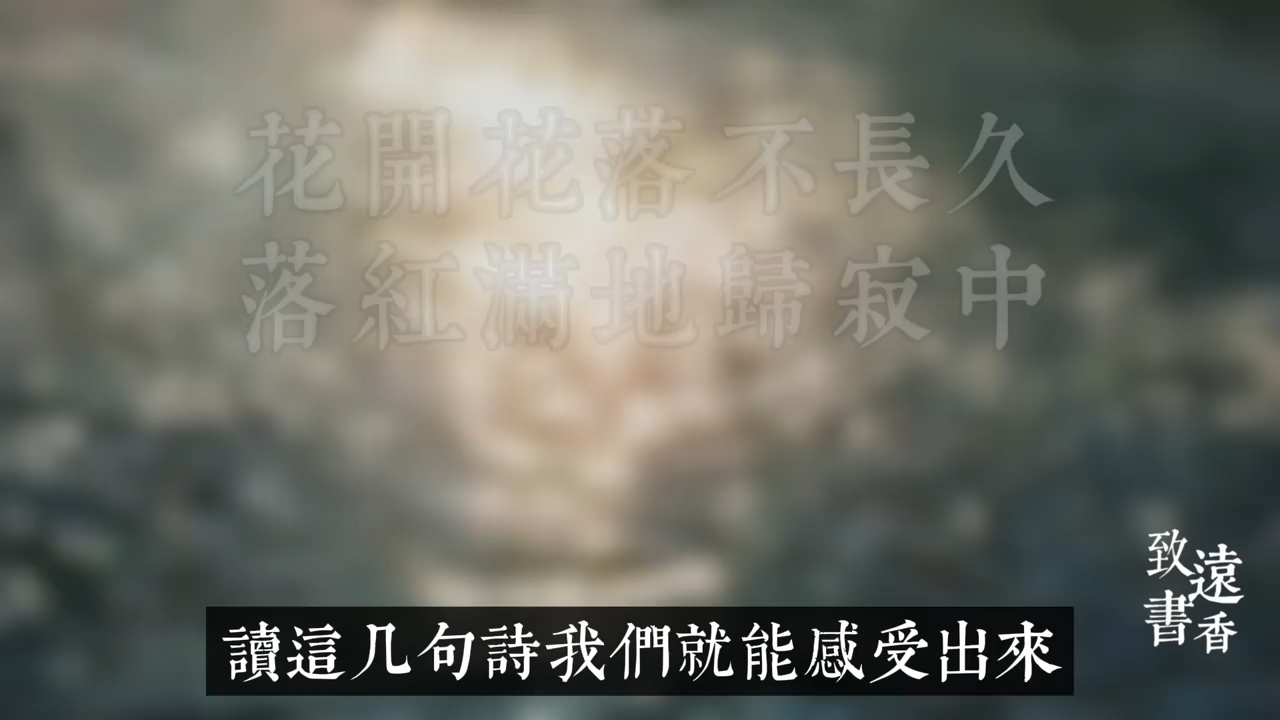 花開花落不長久
落紅滿地歸寂中
致遠書香
讀這几句詩我們就能感受出來